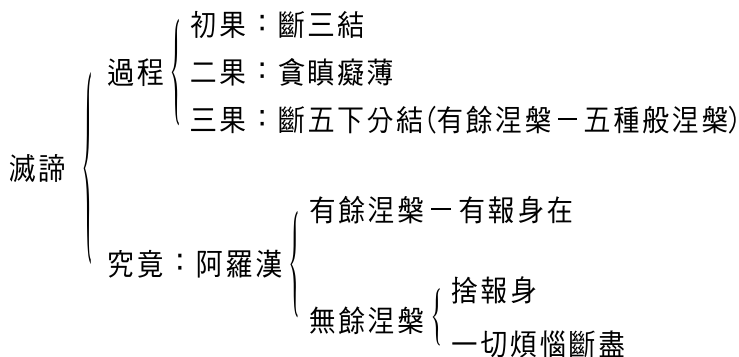 滅諦
過程
初果：斷三結
二果：貪瞋癡薄
三果：斷五下分結(有餘涅槃－五種般涅槃)
究竟：阿羅漢
有餘涅槃－有報身在
無餘涅槃
捨報身
一切煩惱斷盡